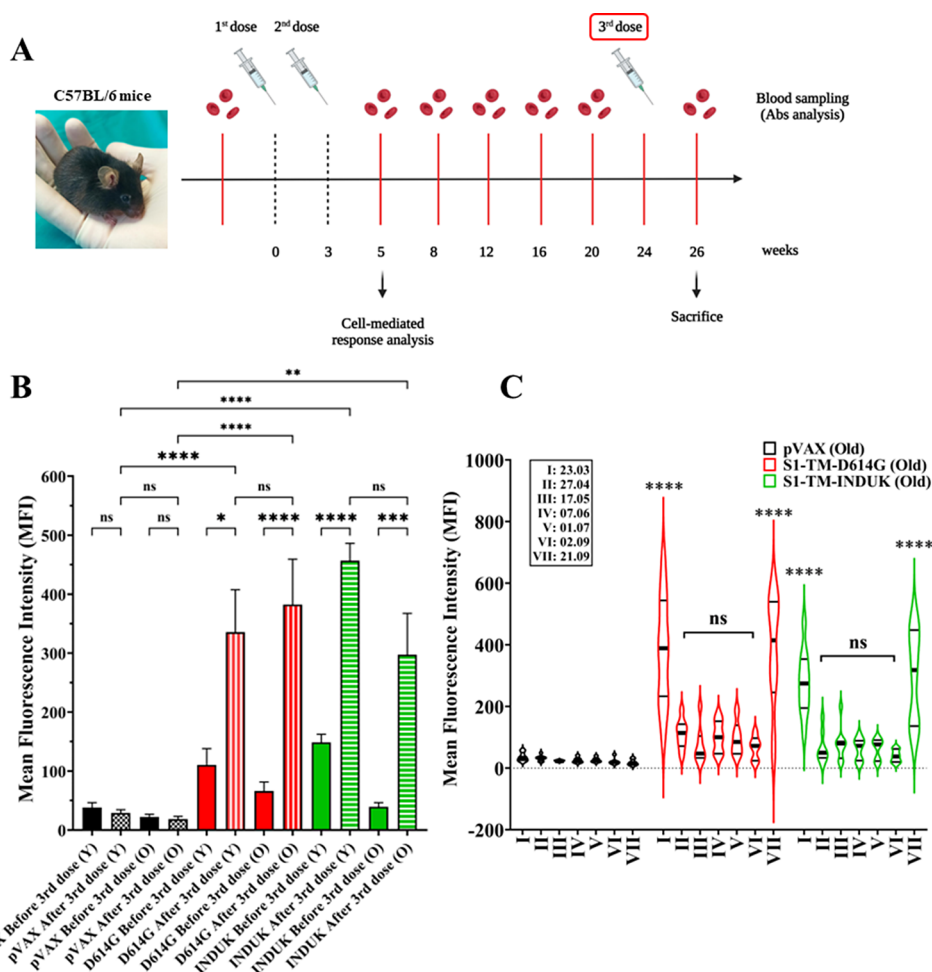 A
1st dose 2nd dose 3rd dose
C57BL/6 mice
Blood sampling
(Abs analysis)
0 3 5 8 12 16 20 24 26 weeks
Cell-mediated
response analysis
Sacrifice
B
**
****
****
****
ns ns ns
ns ns * **** **** ***
Mean Fluorescence Intensity (MFI)
600
500
400
300
200
100
0
Before 3rd dose (Y)
pVAX After 3rd dose (Y)
pVAX Before 3rd dose (O)
pVAX After 3rd dose (O)
D614G Before 3rd dose (Y)
D614G After 3rd dose (Y)
D614G Before 3rd dose (O)
D614G After 3rd dose (O)
INDUK Before 3rd dose (Y)
INDUK After 3rd dose (Y)
INDUK Before 3rd dose (O)
INDUK After 3rd dose (O)
C
pVAX (Old)
S1-TM-D614G (Old)
S1-TM-INDUK (Old)
I: 23.03
II: 27.04
III: 17.05
IV: 07.06
V: 01.07
VI: 02.09
VII: 21.09
**** **** **** ****
ns ns
Mean Fluorescence Intensity (MFI)
1000
800
600
400
200
0
-200
I II III IV V VI VII I II III IV V VI VII I II III IV V VI VII